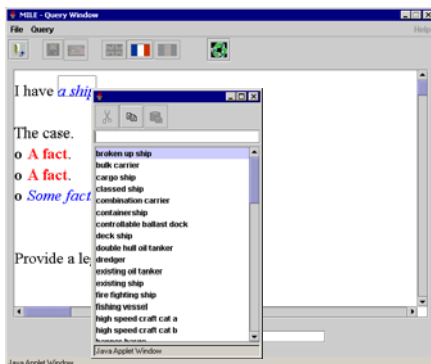 MILE - Query Window
File Query Help
I have a ship
The case.
o A fact.
o A fact.
o Some fact
Provide a le
broken up ship
bulk carrier
cargo ship
classed ship
combination carrier
containership
controllable ballast dock
deck ship
double hull oil tanker
dredger
existing oil tanker
existing ship
fire fighting ship
fishing vessel
high speed craft cat a
high speed craft cat b
Java Applet Window
Java Applet Window